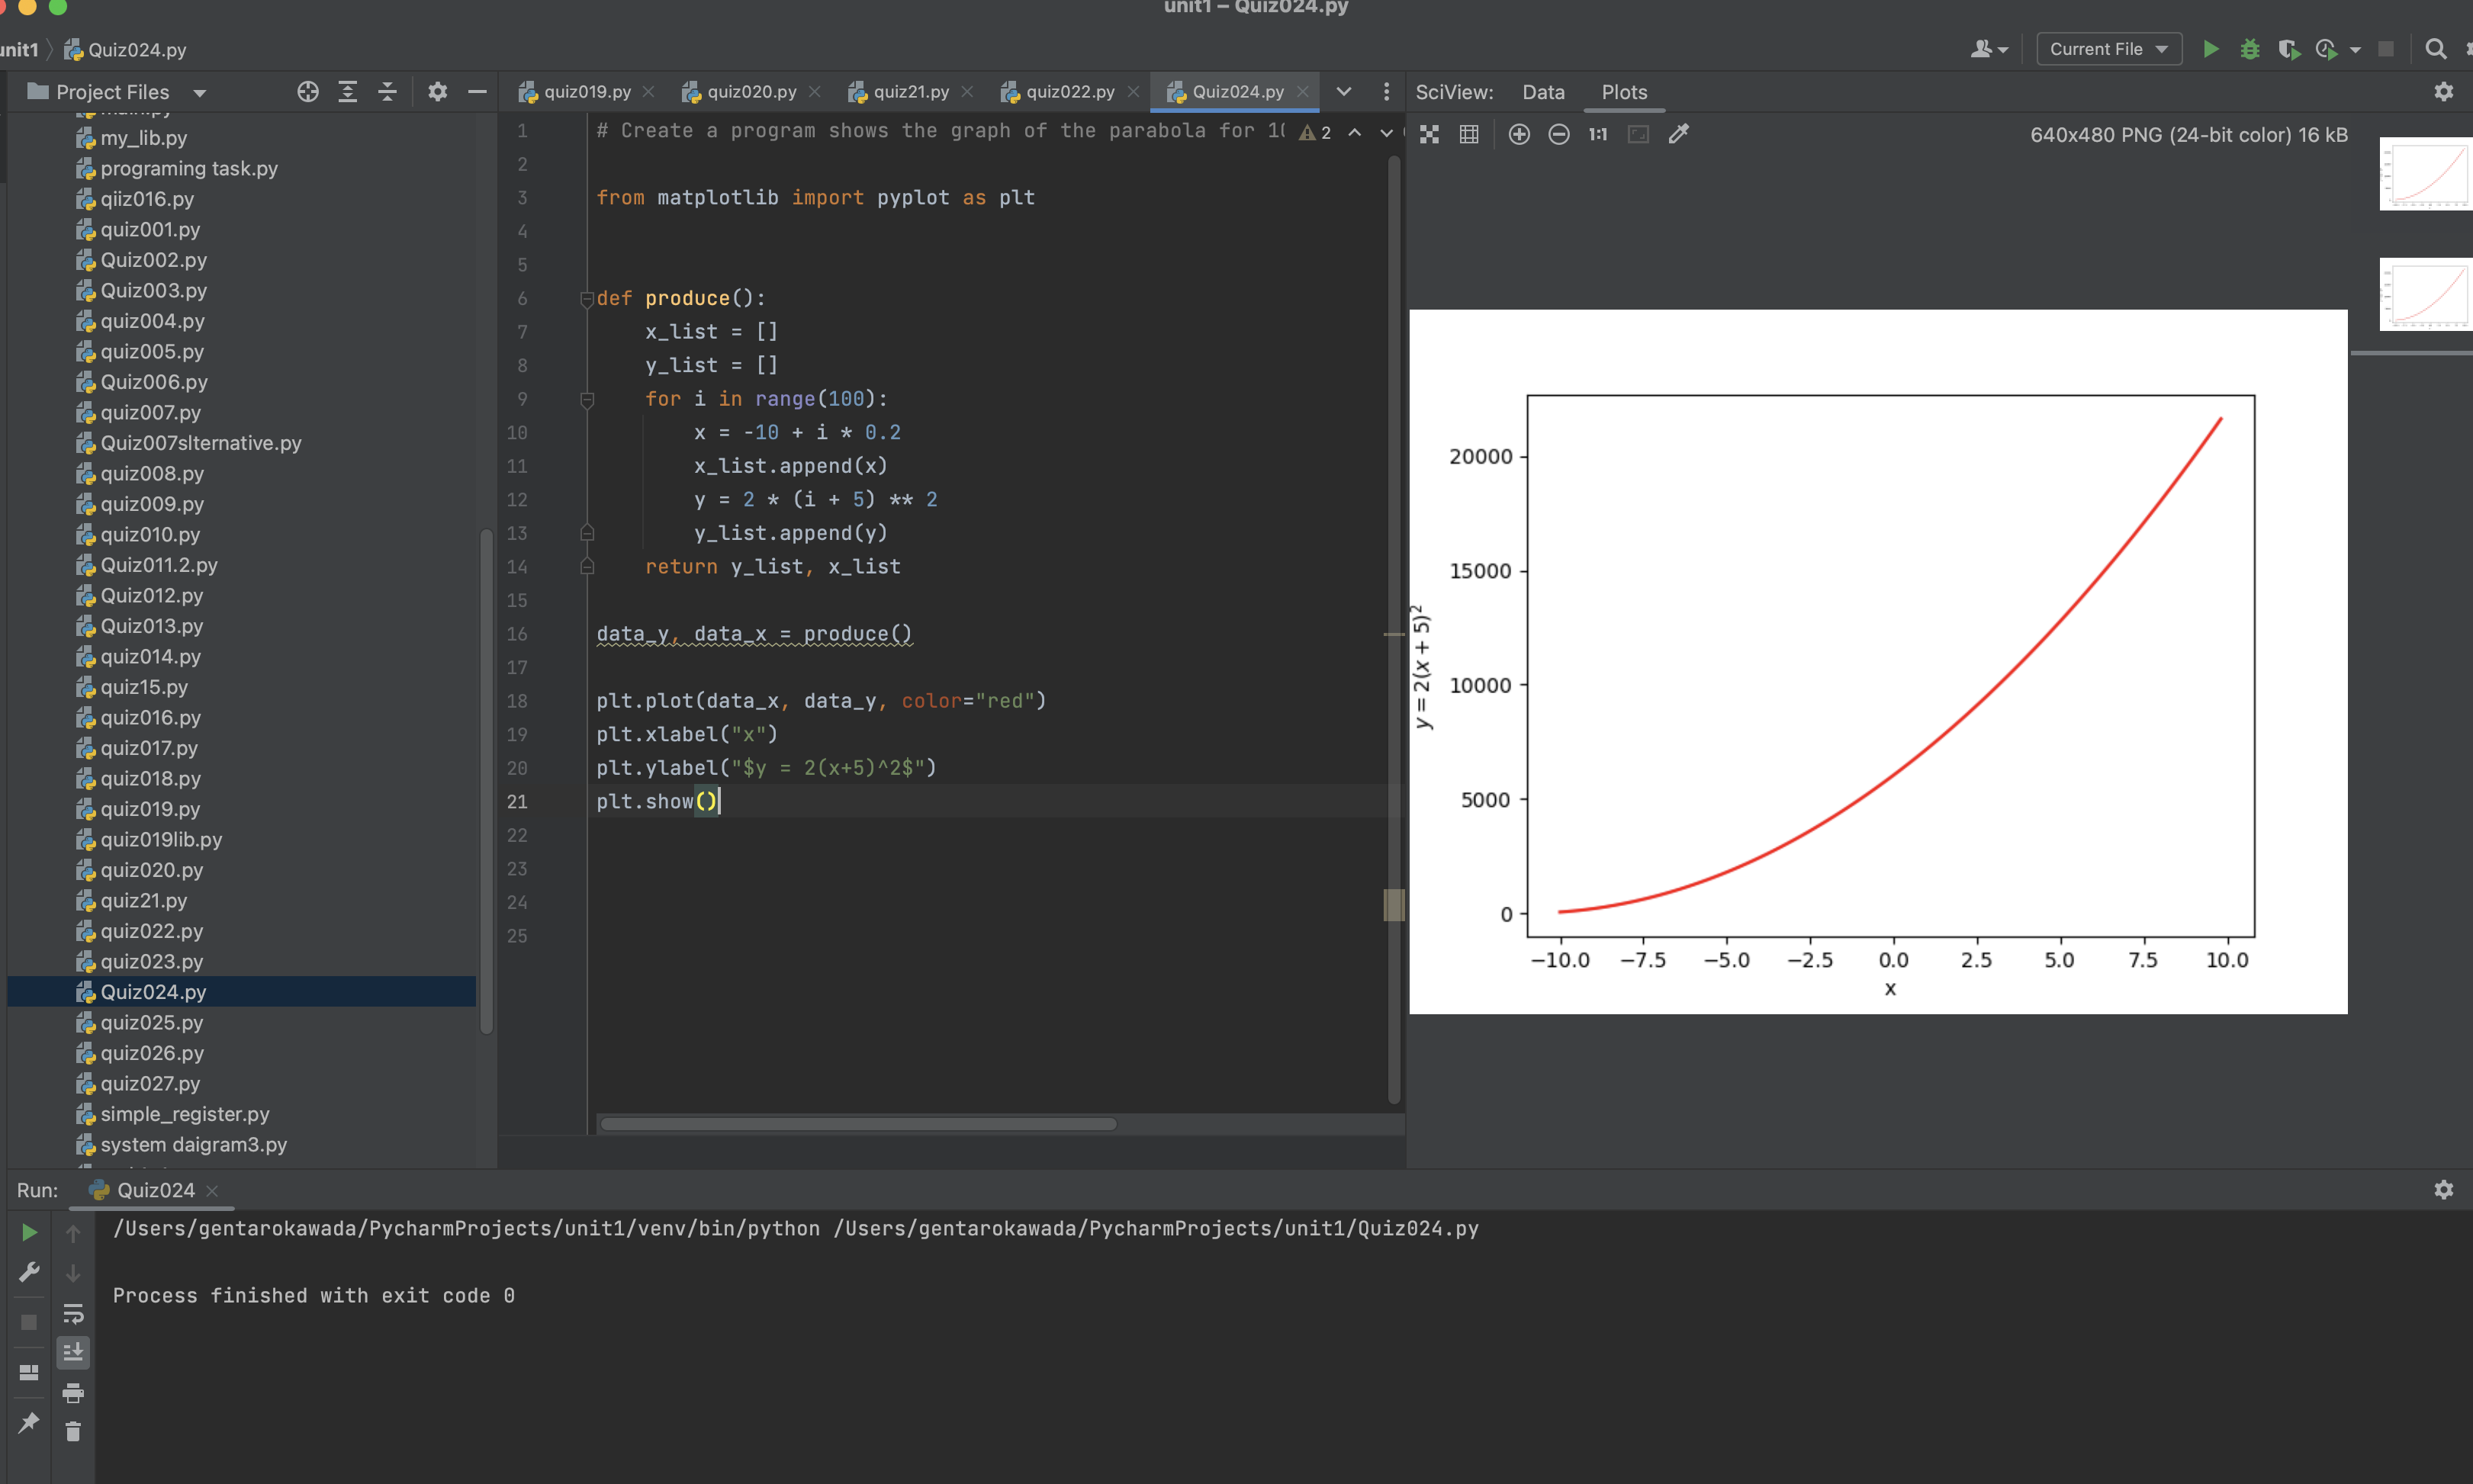 unit1 – Quiz024.py
unit1 Quiz024.py
Current File
Project Files
quiz019.py quiz020.py quiz21.py quiz022.py Quiz024.py
SciView: Data Plots
640x480 PNG (24-bit color) 16 kB
1:1
main.py
my_lib.py
programing task.py
qiiz016.py
quiz001.py
Quiz002.py
Quiz003.py
quiz004.py
quiz005.py
Quiz006.py
quiz007.py
Quiz007slternative.py
quiz008.py
quiz009.py
quiz010.py
Quiz011.2.py
Quiz012.py
Quiz013.py
quiz014.py
quiz15.py
quiz016.py
quiz017.py
quiz018.py
quiz019.py
quiz019lib.py
quiz020.py
quiz21.py
quiz022.py
quiz023.py
Quiz024.py
quiz025.py
quiz026.py
quiz027.py
simple_register.py
system daigram3.py
1 # Create a program shows the graph of the parabola for 10 2
2
3 from matplotlib import pyplot as plt
4
5
6 def produce():
7 x_list = []
8 y_list = []
9 for i in range(100):
10 x = -10 + i * 0.2
11 x_list.append(x)
12 y = 2 * (i + 5) ** 2
13 y_list.append(y)
14 return y_list, x_list
15
16 data_y, data_x = produce()
17
18 plt.plot(data_x, data_y, color="red")
19 plt.xlabel("x")
20 plt.ylabel("$y = 2(x+5)^2$")
21 plt.show()
22
23
24
25
y = 2(x + 5)²
20000
15000
10000
5000
0
−10.0 −7.5 −5.0 −2.5 0.0 2.5 5.0 7.5 10.0
x
Run: Quiz024
/Users/gentarokawada/PycharmProjects/unit1/venv/bin/python /Users/gentarokawada/PycharmProjects/unit1/Quiz024.py
Process finished with exit code 0